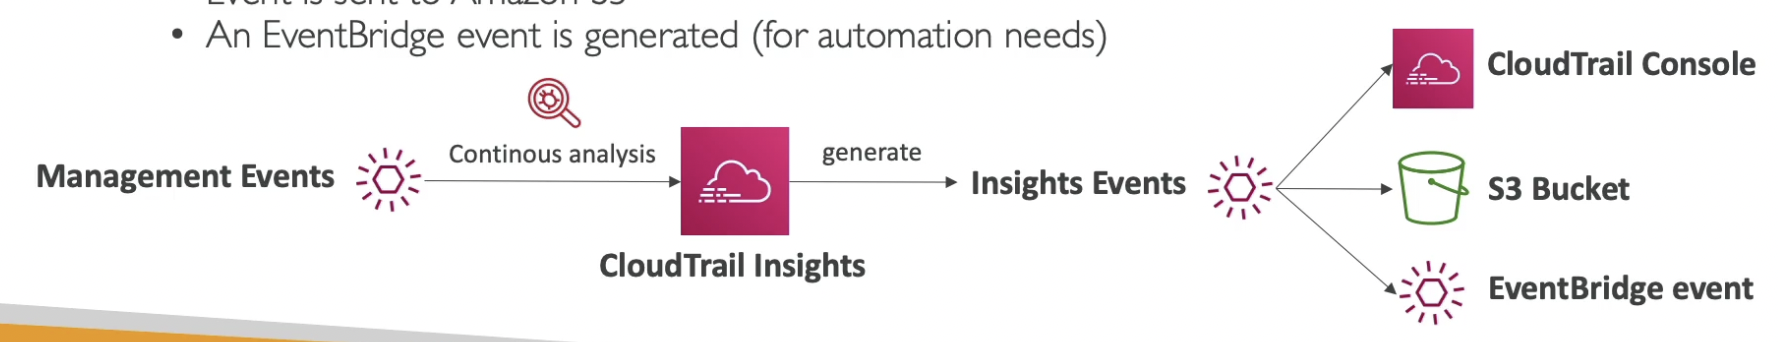 • An EventBridge event is generated (for automation needs)
CloudTrail Console
Continous analysis
generate
Management Events
Insights Events
S3 Bucket
CloudTrail Insights
EventBridge event